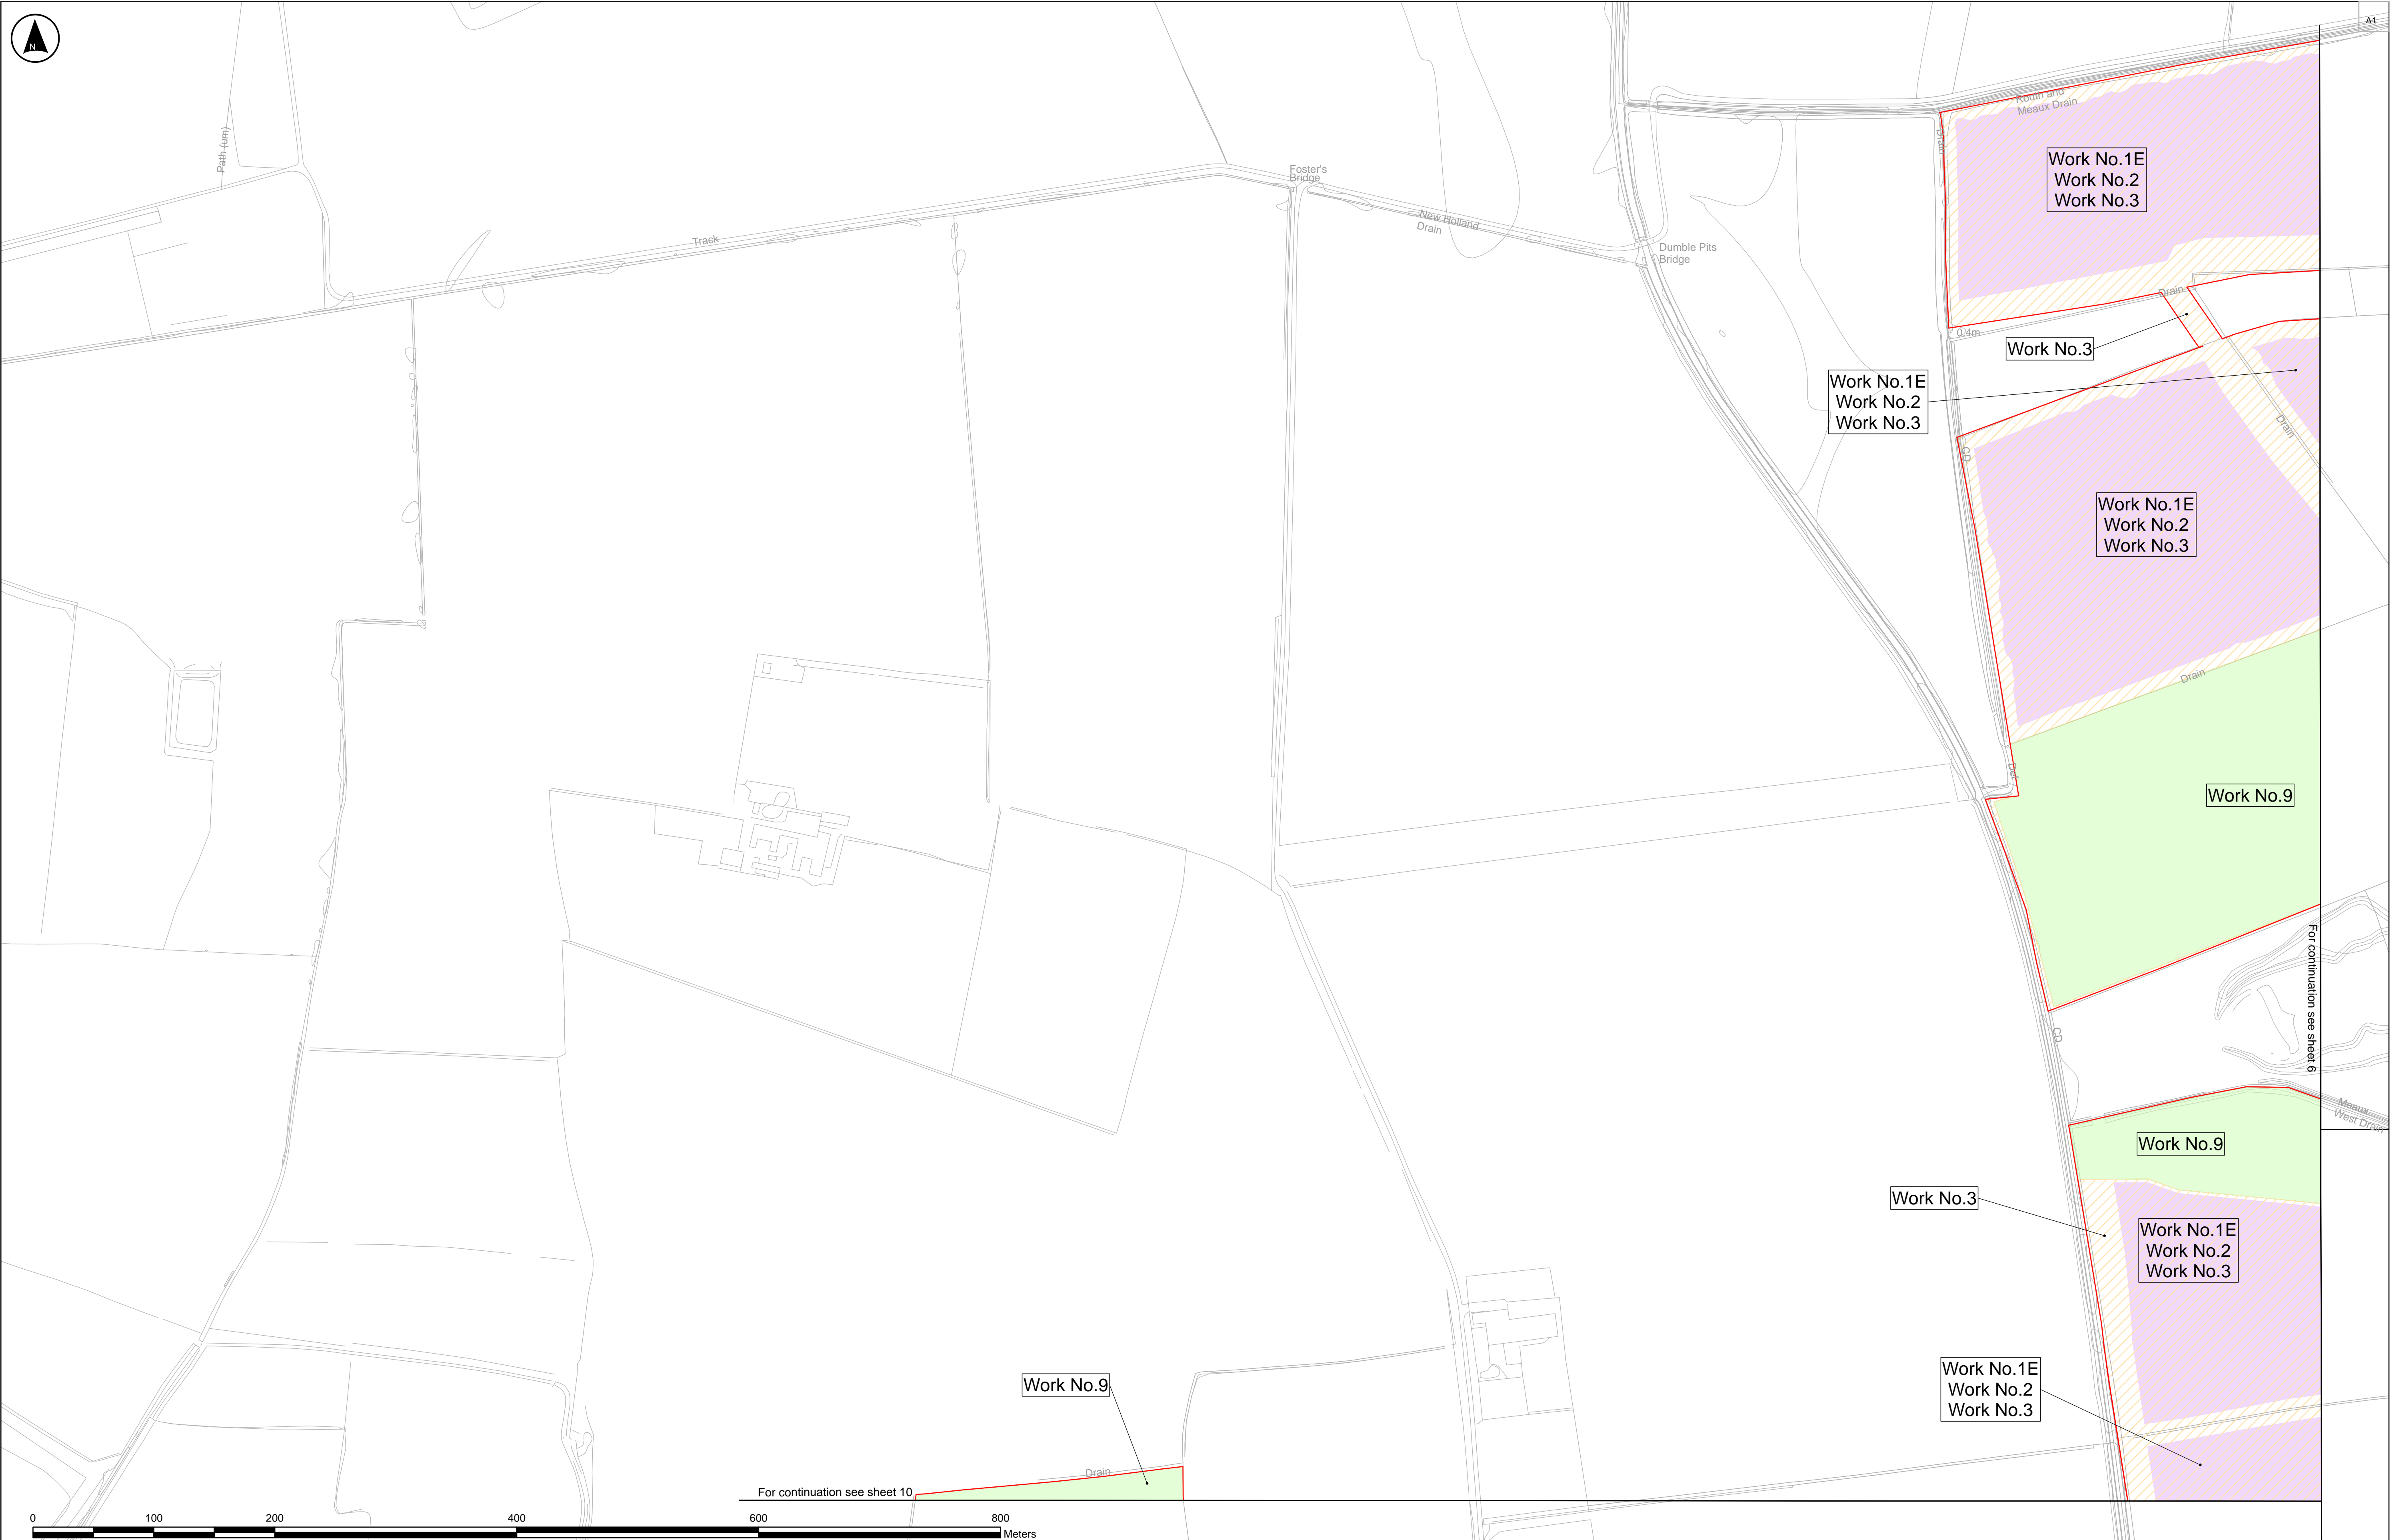 A1
N
Path (um)
Routh and
Meaux Drain
Drain
Work No.1E
Work No.2
Work No.3
Foster's
Bridge
New Holland
Drain
Track
Dumble Pits
Bridge
Drain
0.4m
Work No.3
Work No.1E
Work No.2
Work No.3
Drain
CD
Work No.1E
Work No.2
Work No.3
Drain
Def
Work No.9
For continuation see sheet 6
CD
Meaux
West Drain
Work No.9
Work No.3
Work No.1E
Work No.2
Work No.3
Work No.1E
Work No.2
Work No.3
Work No.9
Drain
For continuation see sheet 10
0 100 200 400 600 800
Meters